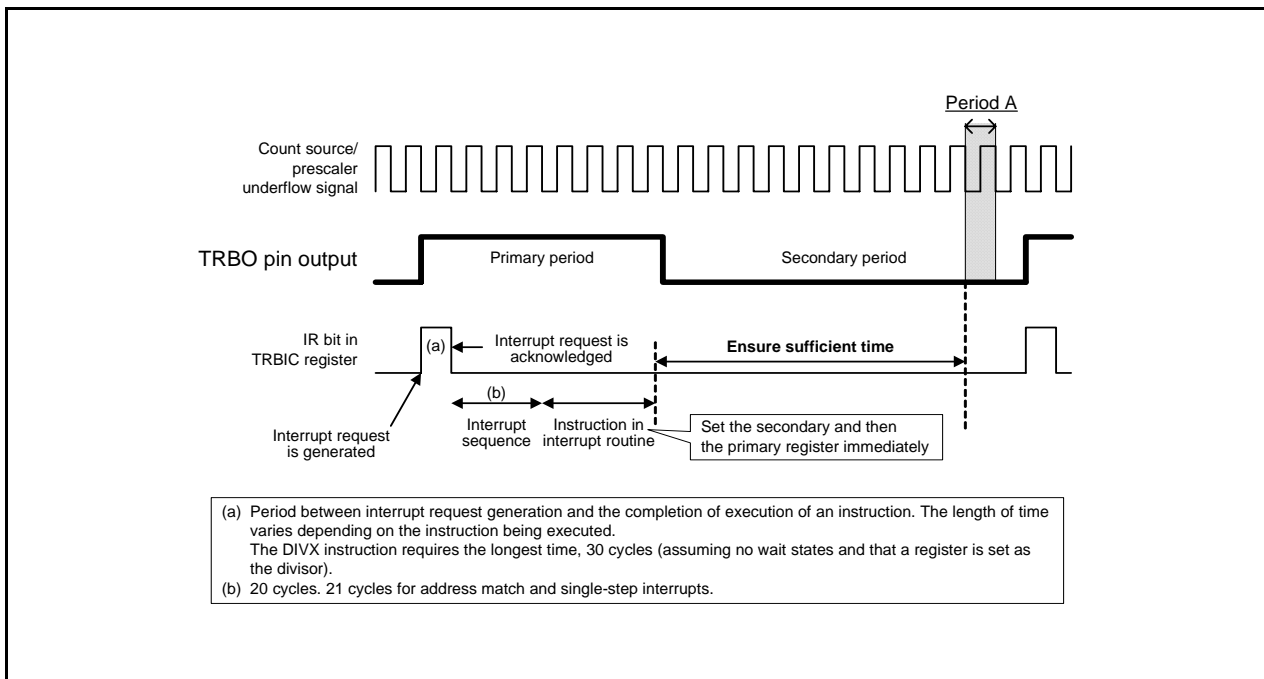 Period A
Count source/
prescaler
underflow signal
TRBO pin output
Primary period
Secondary period
IR bit in
TRBIC register
(a)
Interrupt request is
acknowledged
Ensure sufficient time
(b)
Interrupt request
is generated
Interrupt
sequence
Instruction in
interrupt routine
Set the secondary and then
the primary register immediately
(a) Period between interrupt request generation and the completion of execution of an instruction. The length of time
varies depending on the instruction being executed.
The DIVX instruction requires the longest time, 30 cycles (assuming no wait states and that a register is set as
the divisor).
(b) 20 cycles. 21 cycles for address match and single-step interrupts.